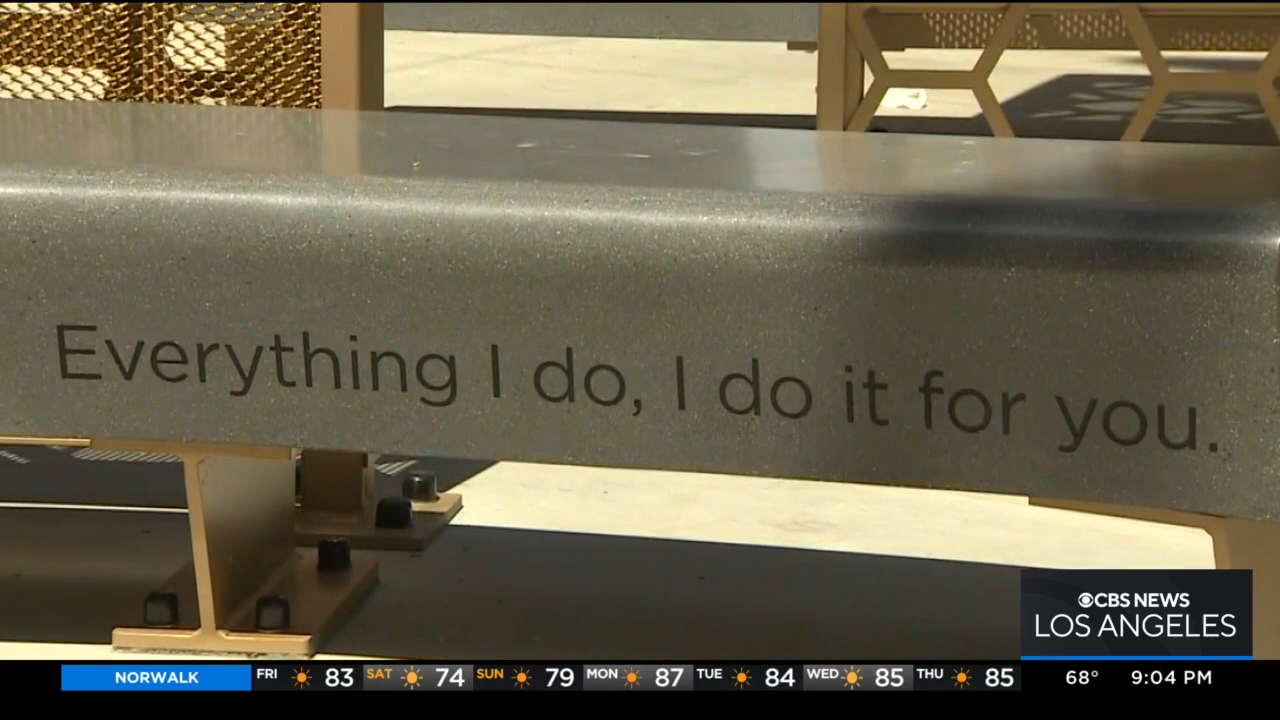 Everything I do, I do it for you.
CBS NEWS
LOS ANGELES
NORWALK FRI 83 SAT 74 SUN 79 MON 87 TUE 84 WED 85 THU 85 68° 9:04 PM